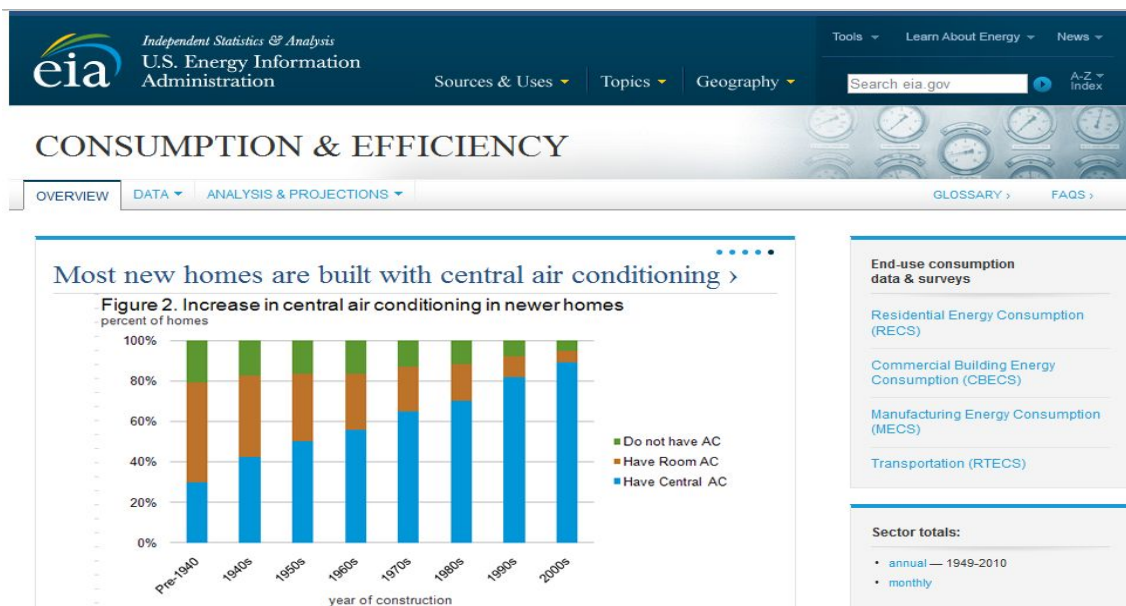 eia
Independent Statistics & Analysis
U.S. Energy Information
Administration
Sources & Uses
Topics
Geography
Tools
Learn About Energy
News
Search eia.gov
A-Z
Index
CONSUMPTION & EFFICIENCY
OVERVIEW
DATA
ANALYSIS & PROJECTIONS
GLOSSARY ›
FAQS ›
Most new homes are built with central air conditioning ›
Figure 2. Increase in central air conditioning in newer homes
percent of homes
100%
80%
60%
40%
20%
0%
Pre-1940
1940s
1950s
1960s
1970s
1980s
1990s
2000s
year of construction
Do not have AC
Have Room AC
Have Central AC
End-use consumption
data & surveys
Residential Energy Consumption
(RECS)
Commercial Building Energy
Consumption (CBECS)
Manufacturing Energy Consumption
(MECS)
Transportation (RTECS)
Sector totals:
• annual — 1949-2010
• monthly